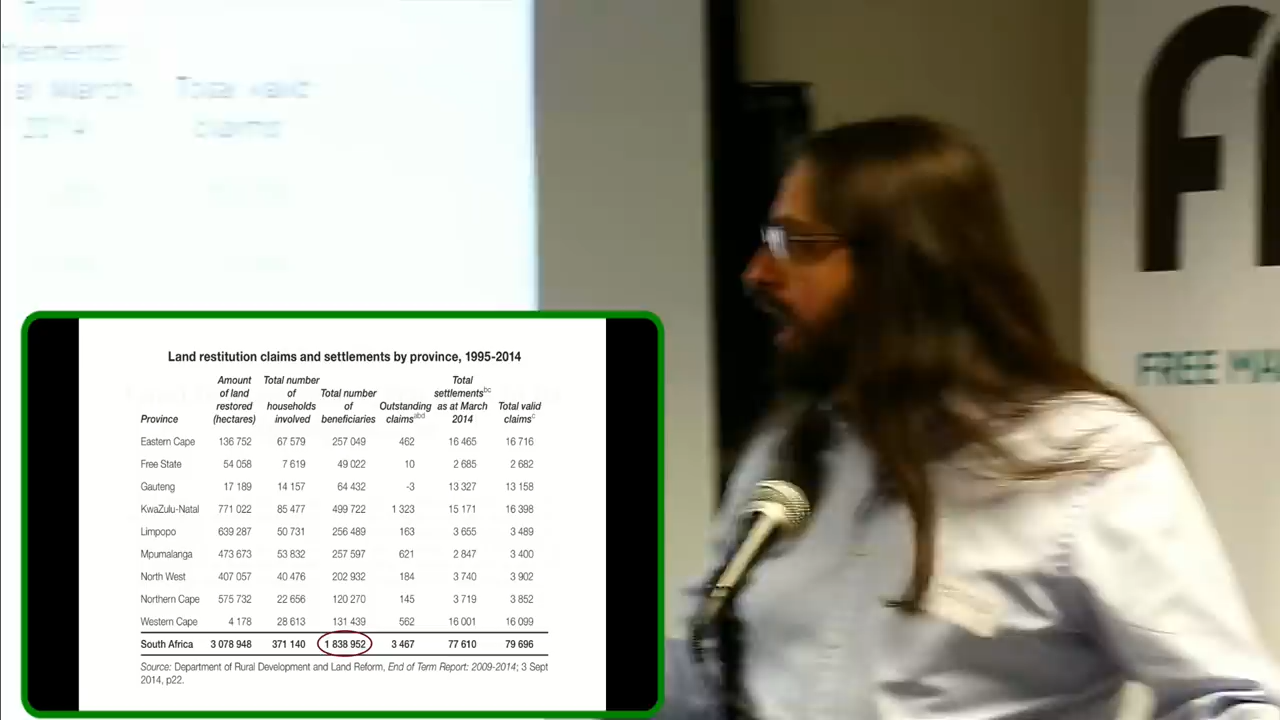 2014
Total valid
claims
F
FREE MA
Land restitution claims and settlements by province, 1995-2014
Province Amount of land restored (hectares) Total number of households involved Total number of beneficiaries Outstanding claims^abd Total settlements^bc as at March 2014 Total valid claims^c
Eastern Cape 136 752 67 579 257 049 462 16 465 16 716
Free State 54 058 7 619 49 022 10 2 685 2 682
Gauteng 17 189 14 157 64 432 -3 13 327 13 158
KwaZulu-Natal 771 022 85 477 499 722 1 323 15 171 16 398
Limpopo 639 287 50 731 256 489 163 3 655 3 489
Mpumalanga 473 673 53 832 257 597 621 2 847 3 400
North West 407 057 40 476 202 932 184 3 740 3 902
Northern Cape 575 732 22 656 120 270 145 3 719 3 852
Western Cape 4 178 28 613 131 439 562 16 001 16 099
South Africa 3 078 948 371 140 1 838 952 3 467 77 610 79 696
Source: Department of Rural Development and Land Reform, End of Term Report: 2009-2014; 3 Sept
2014, p22.